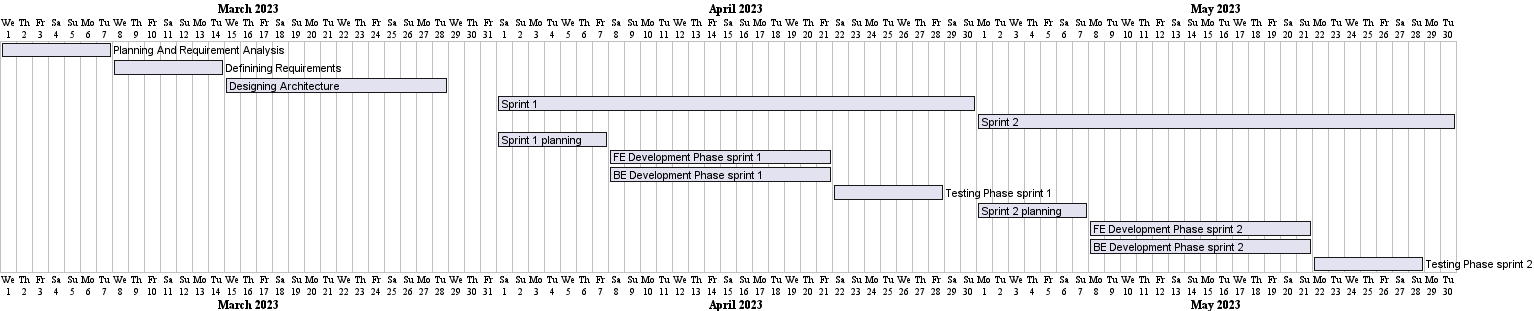 March 2023 April 2023 May 2023
We Th Fr Sa Su Mo Tu We Th Fr Sa Su Mo Tu We Th Fr Sa Su Mo Tu We Th Fr Sa Su Mo Tu We Th Fr Sa Su Mo Tu We Th Fr Sa Su Mo Tu We Th Fr Sa Su Mo Tu We Th Fr Sa Su Mo Tu We Th Fr Sa Su Mo Tu We Th Fr Sa Su Mo Tu We Th Fr Sa Su Mo Tu We Th Fr Sa Su Mo Tu We Th Fr Sa Su Mo Tu
1 2 3 4 5 6 7 8 9 10 11 12 13 14 15 16 17 18 19 20 21 22 23 24 25 26 27 28 29 30 31 1 2 3 4 5 6 7 8 9 10 11 12 13 14 15 16 17 18 19 20 21 22 23 24 25 26 27 28 29 30 1 2 3 4 5 6 7 8 9 10 11 12 13 14 15 16 17 18 19 20 21 22 23 24 25 26 27 28 29 30
Planning And Requirement Analysis
Definining Requirements
Designing Architecture
Sprint 1
Sprint 2
Sprint 1 planning
FE Development Phase sprint 1
BE Development Phase sprint 1
Testing Phase sprint 1
Sprint 2 planning
FE Development Phase sprint 2
BE Development Phase sprint 2
Testing Phase sprint 2
We Th Fr Sa Su Mo Tu We Th Fr Sa Su Mo Tu We Th Fr Sa Su Mo Tu We Th Fr Sa Su Mo Tu We Th Fr Sa Su Mo Tu We Th Fr Sa Su Mo Tu We Th Fr Sa Su Mo Tu We Th Fr Sa Su Mo Tu We Th Fr Sa Su Mo Tu We Th Fr Sa Su Mo Tu We Th Fr Sa Su Mo Tu We Th Fr Sa Su Mo Tu We Th Fr Sa Su Mo Tu
1 2 3 4 5 6 7 8 9 10 11 12 13 14 15 16 17 18 19 20 21 22 23 24 25 26 27 28 29 30 31 1 2 3 4 5 6 7 8 9 10 11 12 13 14 15 16 17 18 19 20 21 22 23 24 25 26 27 28 29 30 1 2 3 4 5 6 7 8 9 10 11 12 13 14 15 16 17 18 19 20 21 22 23 24 25 26 27 28 29 30
March 2023 April 2023 May 2023